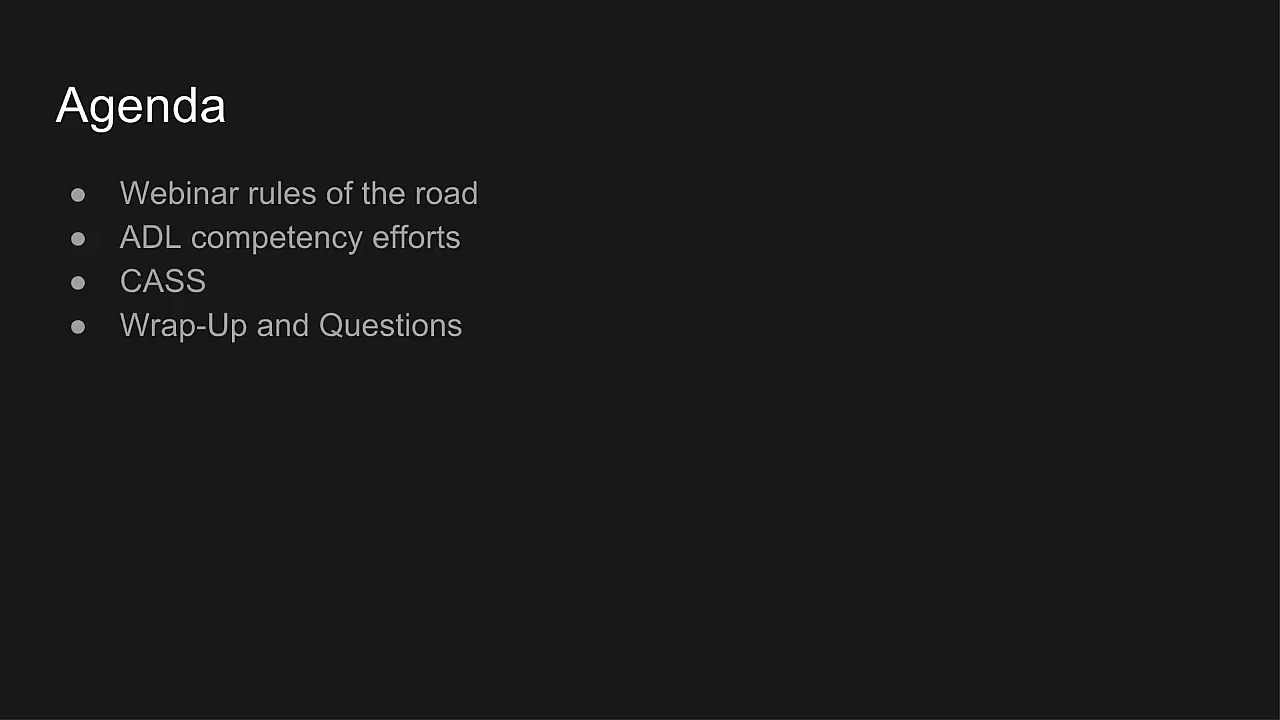 Agenda
● Webinar rules of the road
● ADL competency efforts
● CASS
● Wrap-Up and Questions